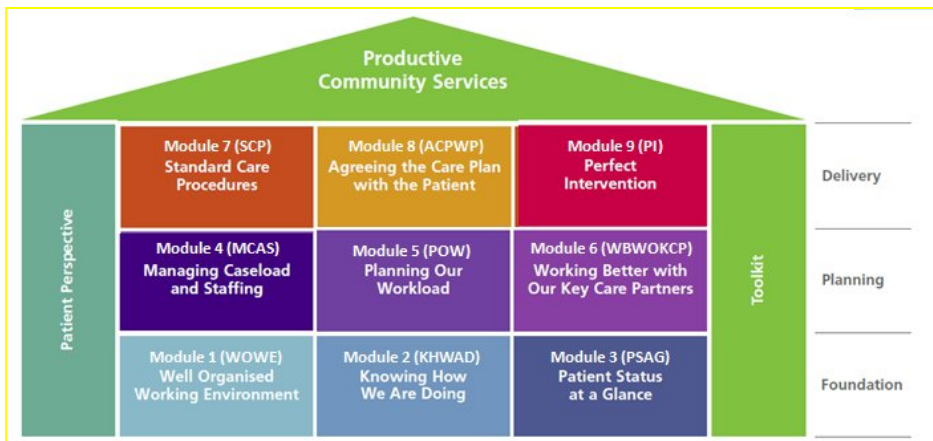 Productive
Community Services
Patient Perspective
Module 7 (SCP)
Standard Care
Procedures
Module 8 (ACPWP)
Agreeing the Care Plan
with the Patient
Module 9 (PI)
Perfect
Intervention
Delivery
Module 4 (MCAS)
Managing Caseload
and Staffing
Module 5 (POW)
Planning Our
Workload
Module 6 (WBWOKCP)
Working Better with
Our Key Care Partners
Toolkit
Planning
Module 1 (WOWE)
Well Organised
Working Environment
Module 2 (KHWAD)
Knowing How
We Are Doing
Module 3 (PSAG)
Patient Status
at a Glance
Foundation